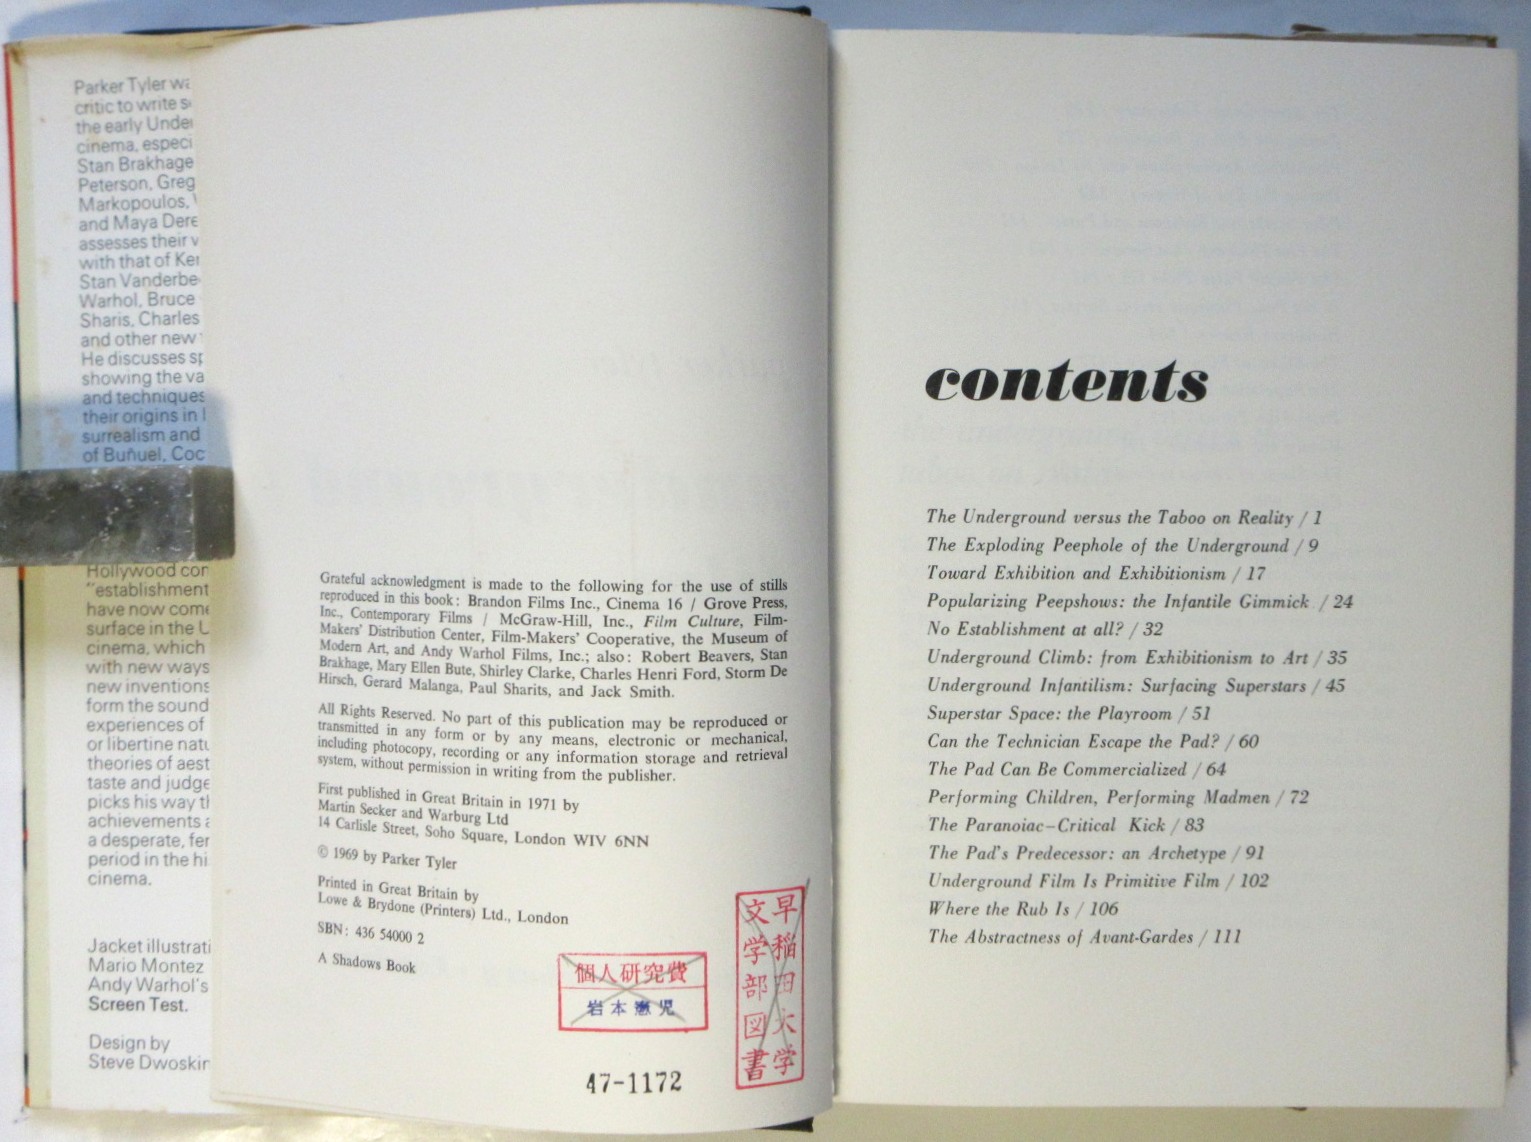 Parker Tyler
critic to write
the early
cinema,
Stan Brakhage
Peterson,
Markopoulos,
and Maya
assesses their
with that of
Stan
Warhol, Bruce
Sharis, Charles
and other new
He discusses
showing the
and techniques
their origins in
surrealism and
of Buñuel,
Hollywood
"establishment
have now
surface in the
cinema, which
with new ways
new inventions
form the sound
experiences of
or libertine
theories of
taste and
picks his way
achievements
a desperate,
period in the
cinema.
Jacket
Mario Montez
Andy Warhol's
Screen Test.
Design by
Steve
Grateful acknowledgment is made to the following for the use of stills
reproduced in this book: Brandon Films Inc., Cinema 16 / Grove Press,
Inc., Contemporary Films / McGraw-Hill, Inc., Film Culture, Film-
Makers' Distribution Center, Film-Makers' Cooperative, the Museum of
Modern Art, and Andy Warhol Films, Inc.; also: Robert Beavers, Stan
Brakhage, Mary Ellen Bute, Shirley Clarke, Charles Henri Ford, Storm De
Hirsch, Gerard Malanga, Paul Sharits, and Jack Smith.
All Rights Reserved. No part of this publication may be reproduced or
transmitted in any form or by any means, electronic or mechanical,
including photocopy, recording or any information storage and retrieval
system, without permission in writing from the publisher.
First published in Great Britain in 1971 by
Martin Secker and Warburg Ltd
14 Carlisle Street, Soho Square, London WIV 6NN
© 1969 by Parker Tyler
Printed in Great Britain by
Lowe & Brydone (Printers) Ltd., London
SBN: 436 54000 2
A Shadows Book
個人研究費
岩本憲児
早稲田大学
文学部図書
47-1172
contents
The Underground versus the Taboo on Reality / 1
The Exploding Peephole of the Underground / 9
Toward Exhibition and Exhibitionism / 17
Popularizing Peepshows: the Infantile Gimmick / 24
No Establishment at all? / 32
Underground Climb: from Exhibitionism to Art / 35
Underground Infantilism: Surfacing Superstars / 45
Superstar Space: the Playroom / 51
Can the Technician Escape the Pad? / 60
The Pad Can Be Commercialized / 64
Performing Children, Performing Madmen / 72
The Paranoiac–Critical Kick / 83
The Pad's Predecessor: an Archetype / 91
Underground Film Is Primitive Film / 102
Where the Rub Is / 106
The Abstractness of Avant-Gardes / 111